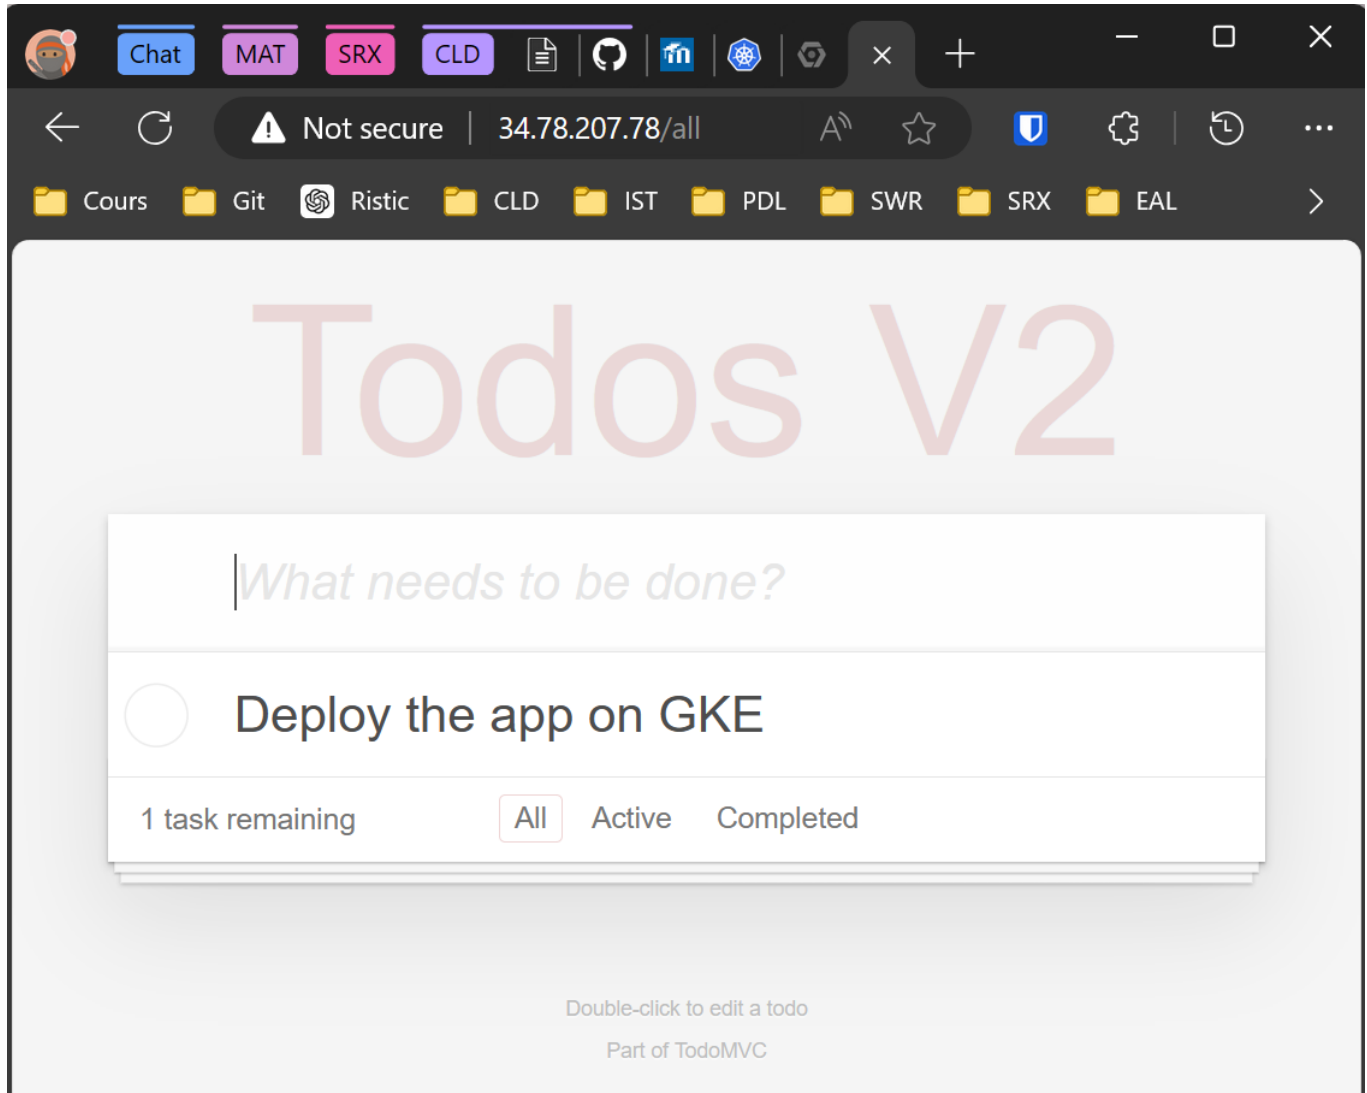 Chat MAT SRX CLD
Not secure 34.78.207.78/all
Cours Git Ristic CLD IST PDL SWR SRX EAL
Todos V2
What needs to be done?
Deploy the app on GKE
1 task remaining All Active Completed
Double-click to edit a todo
Part of TodoMVC